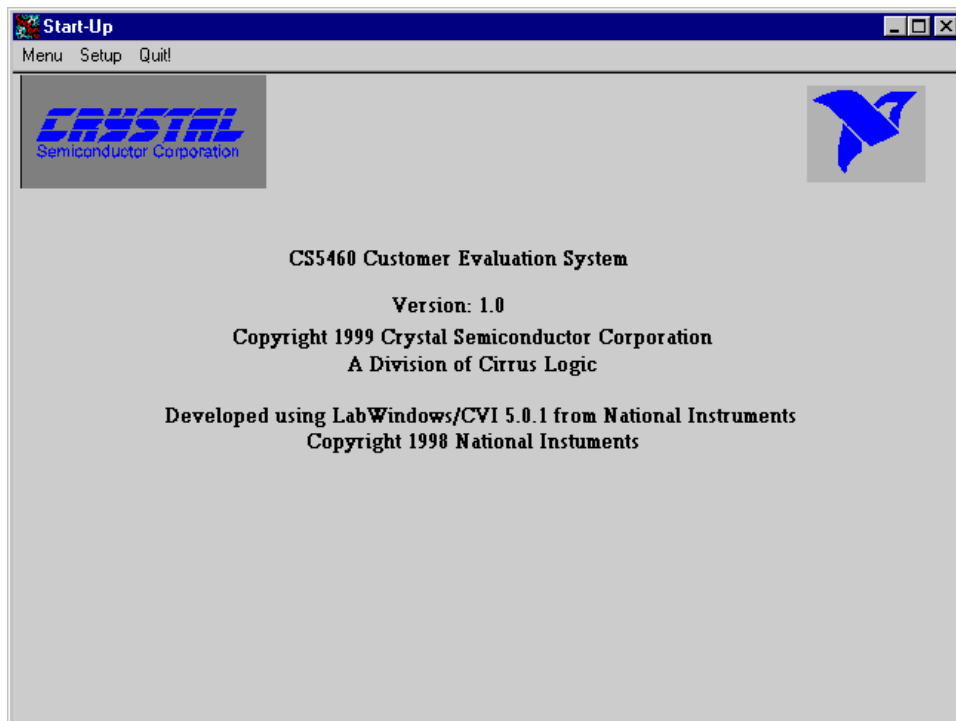 Start-Up
Menu Setup Quit!
CRYSTAL
Semiconductor Corporation
CS5460 Customer Evaluation System
Version: 1.0
Copyright 1999 Crystal Semiconductor Corporation
A Division of Cirrus Logic
Developed using LabWindows/CVI 5.0.1 from National Instruments
Copyright 1998 National Instuments